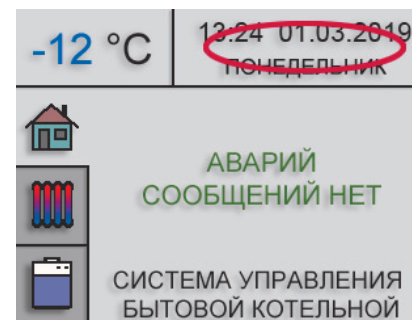 -12 °C
13:24 01.03.2019
ПОНЕДЕЛЬНИК
АВАРИЙ
СООБЩЕНИЙ НЕТ
СИСТЕМА УПРАВЛЕНИЯ
БЫТОВОЙ КОТЕЛЬНОЙ